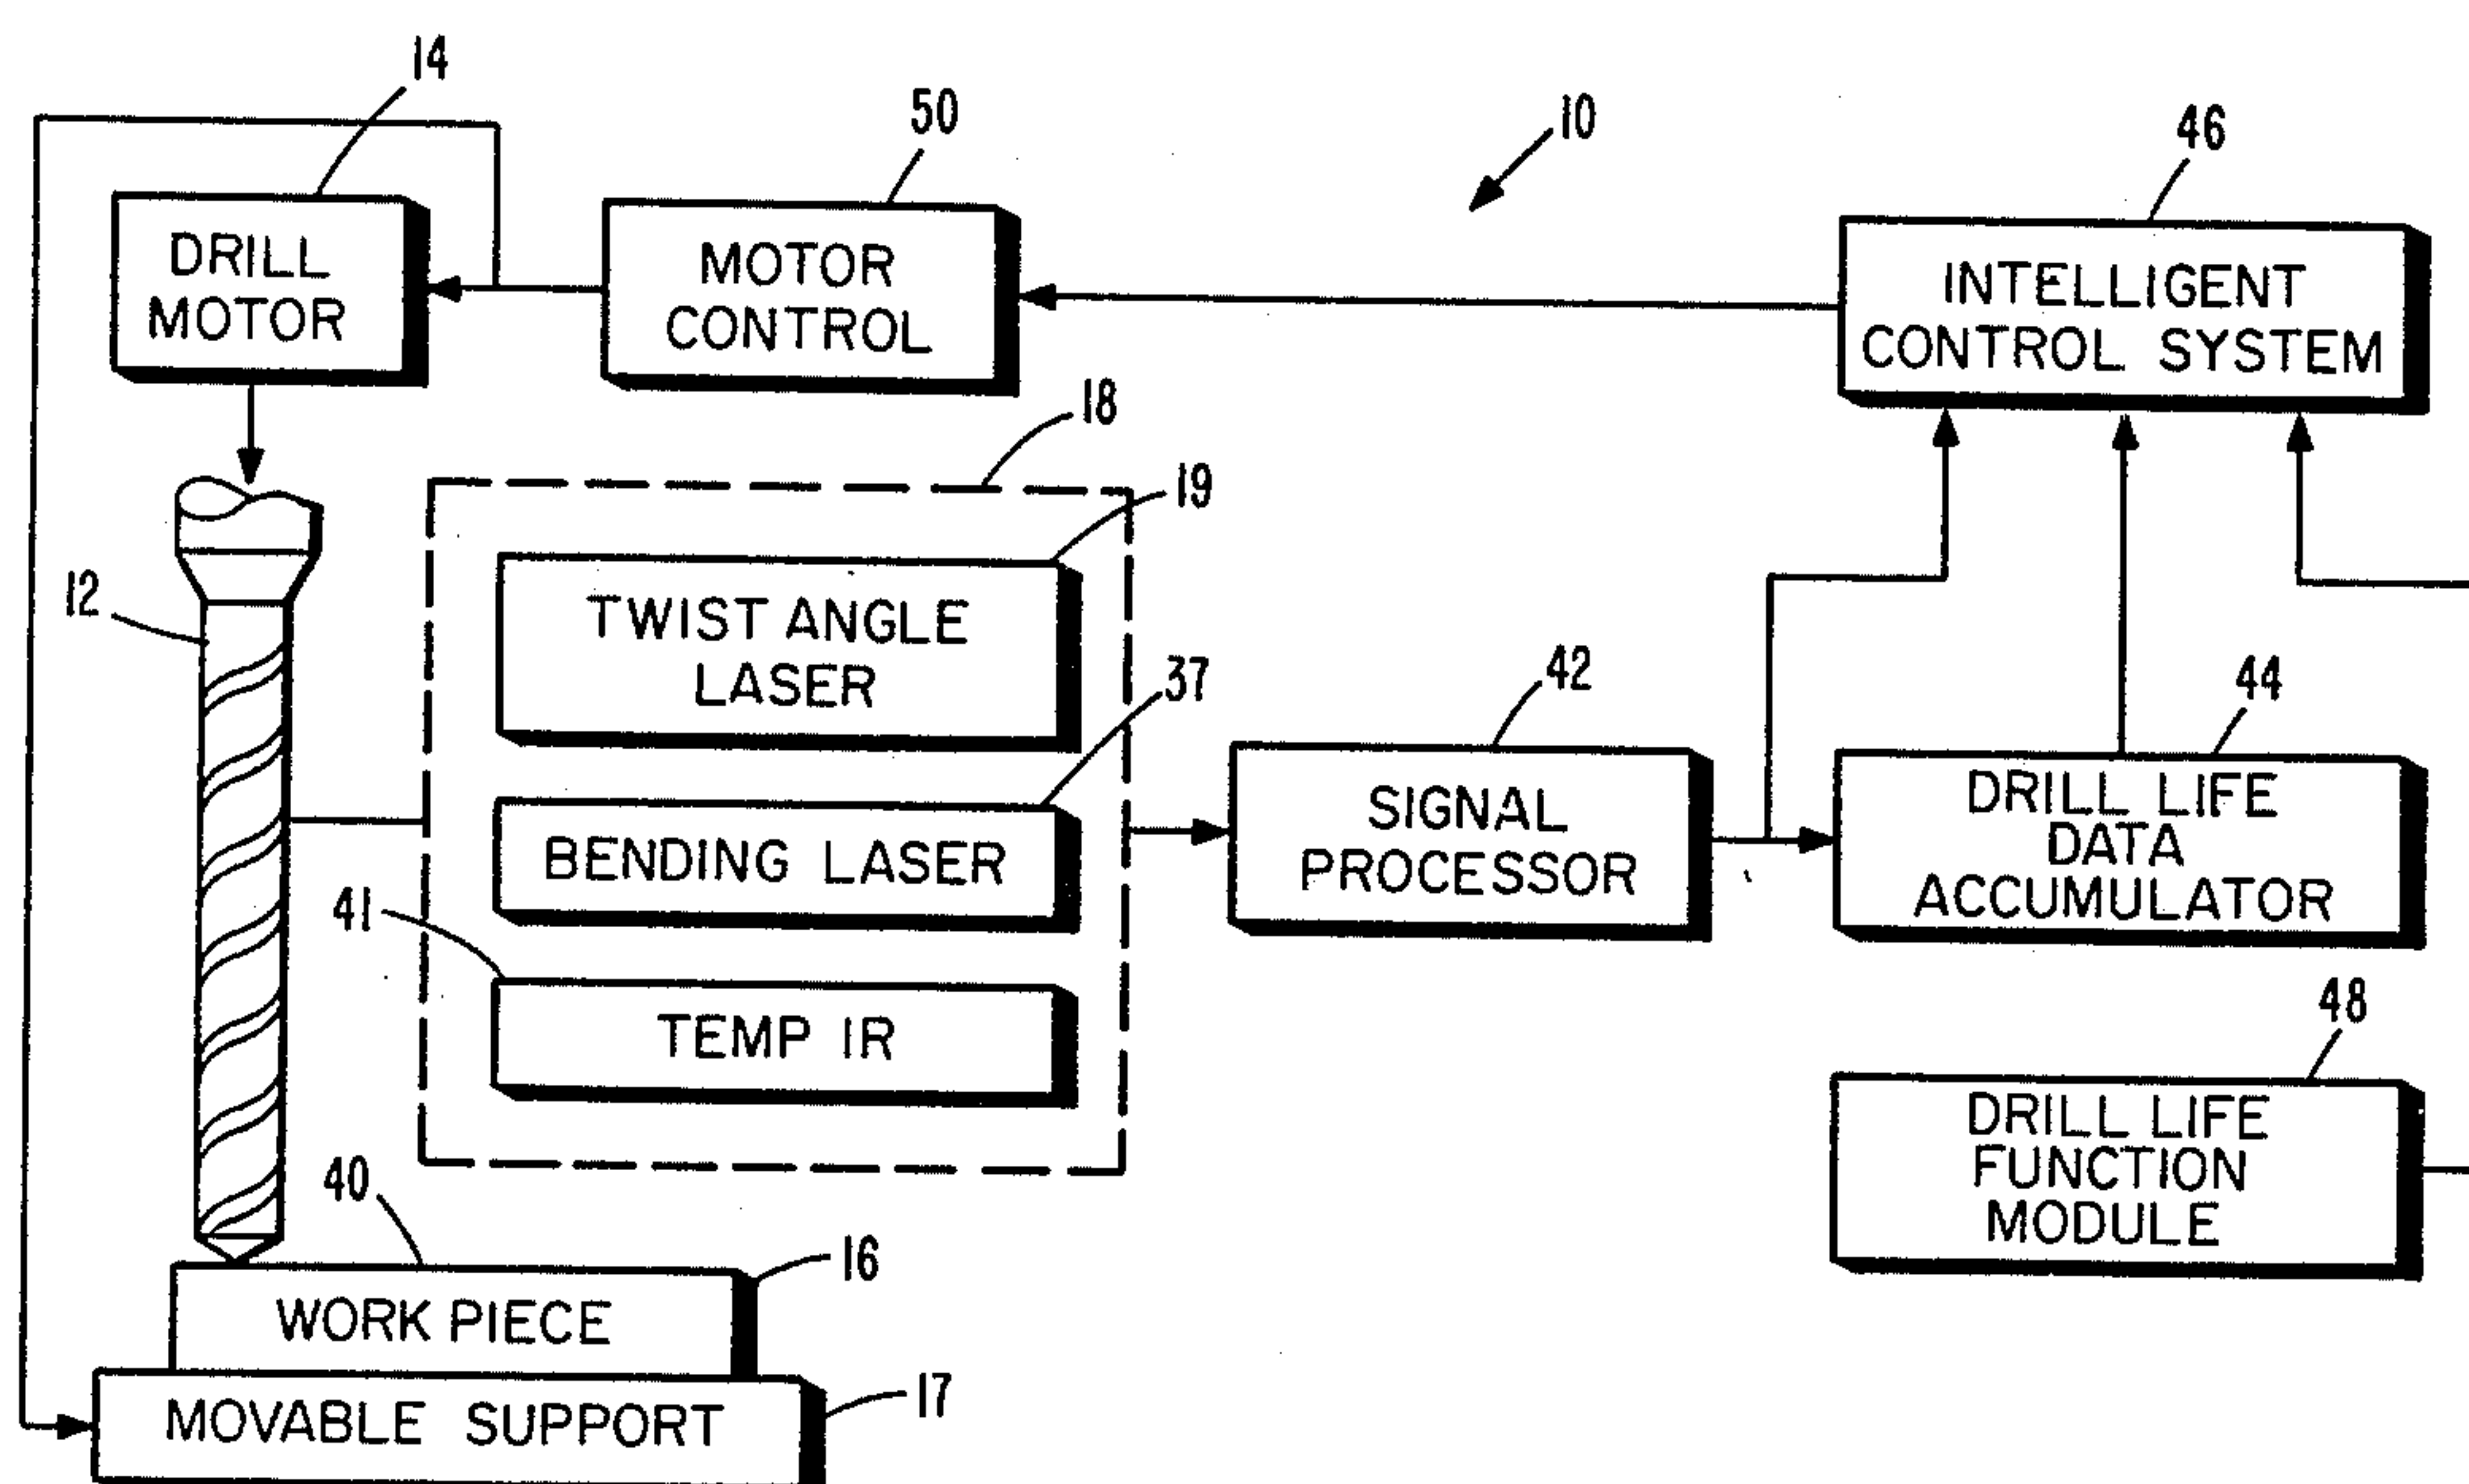 14
50
10
46
DRILL
MOTOR
MOTOR
CONTROL
INTELLIGENT
CONTROL SYSTEM
18
19
12
TWIST ANGLE
LASER
37
42
44
SIGNAL
PROCESSOR
DRILL LIFE
DATA
ACCUMULATOR
BENDING LASER
41
TEMP IR
48
DRILL LIFE
FUNCTION
MODULE
40
16
WORK PIECE
17
MOVABLE SUPPORT